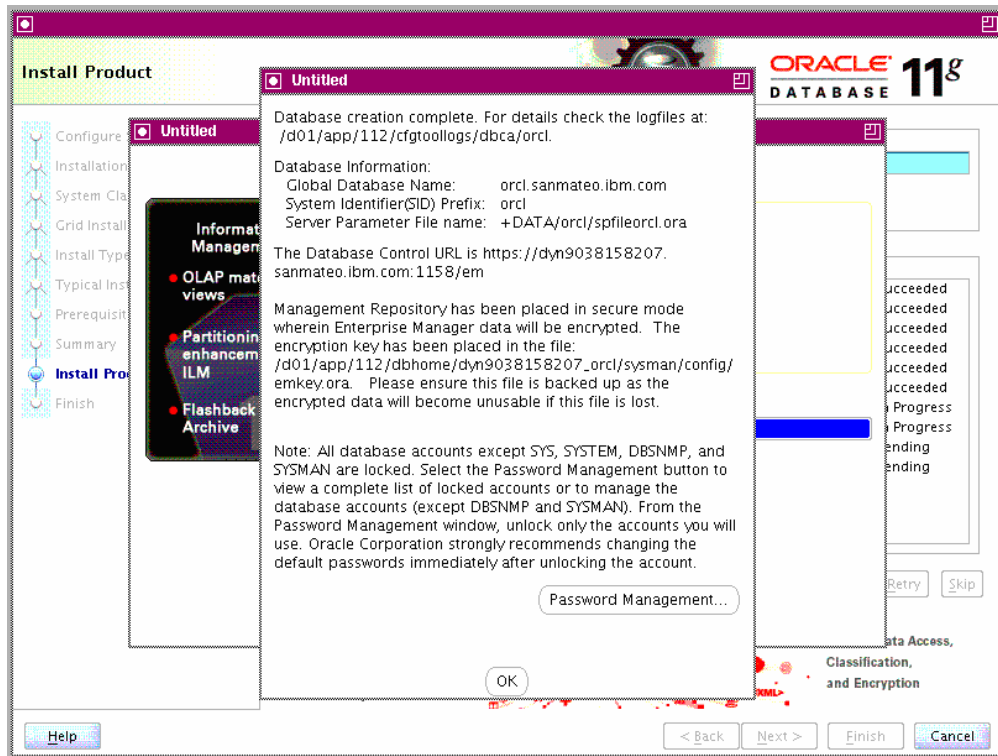 Install Product
ORACLE 11g
DATABASE
Configure
Installation
System Cla
Grid Install
Install Type
Typical Inst
Prerequisit
Summary
Install Pro
Finish
Untitled
Informat
Managem
OLAP mate
views
Partitionin
enhancem
ILM
Flashback
Archive
Untitled
Database creation complete. For details check the logfiles at:
/d01/app/112/cfgtoollogs/dbca/orcl.
Database Information:
Global Database Name: orcl.sanmateo.ibm.com
System Identifier(SID) Prefix: orcl
Server Parameter File name: +DATA/orcl/spfileorcl.ora
The Database Control URL is https://dyn9038158207.
sanmateo.ibm.com:1158/em
Management Repository has been placed in secure mode
wherein Enterprise Manager data will be encrypted. The
encryption key has been placed in the file:
/d01/app/112/dbhome/dyn9038158207_orcl/sysman/config/
emkey.ora. Please ensure this file is backed up as the
encrypted data will become unusable if this file is lost.
Note: All database accounts except SYS, SYSTEM, DBSNMP, and
SYSMAN are locked. Select the Password Management button to
view a complete list of locked accounts or to manage the
database accounts (except DBSNMP and SYSMAN). From the
Password Management window, unlock only the accounts you will
use. Oracle Corporation strongly recommends changing the
default passwords immediately after unlocking the account.
Password Management...
OK
ucceeded
ucceeded
ucceeded
ucceeded
ucceeded
ucceeded
Progress
Progress
ending
ending
Retry Skip
ata Access,
Classification,
and Encryption
XML
Help
< Back Next > Finish Cancel